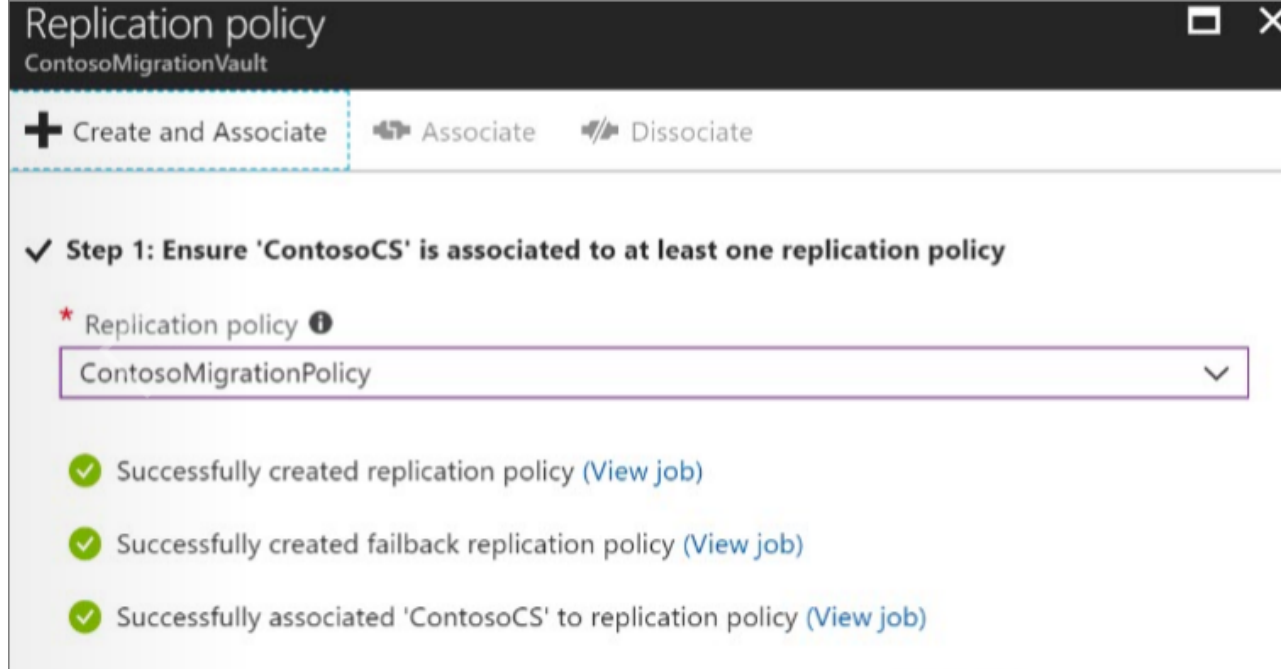 Replication policy
ContosoMigrationVault
Create and Associate Associate Dissociate
Step 1: Ensure 'ContosoCS' is associated to at least one replication policy
* Replication policy
ContosoMigrationPolicy
Successfully created replication policy (View job)
Successfully created failback replication policy (View job)
Successfully associated 'ContosoCS' to replication policy (View job)